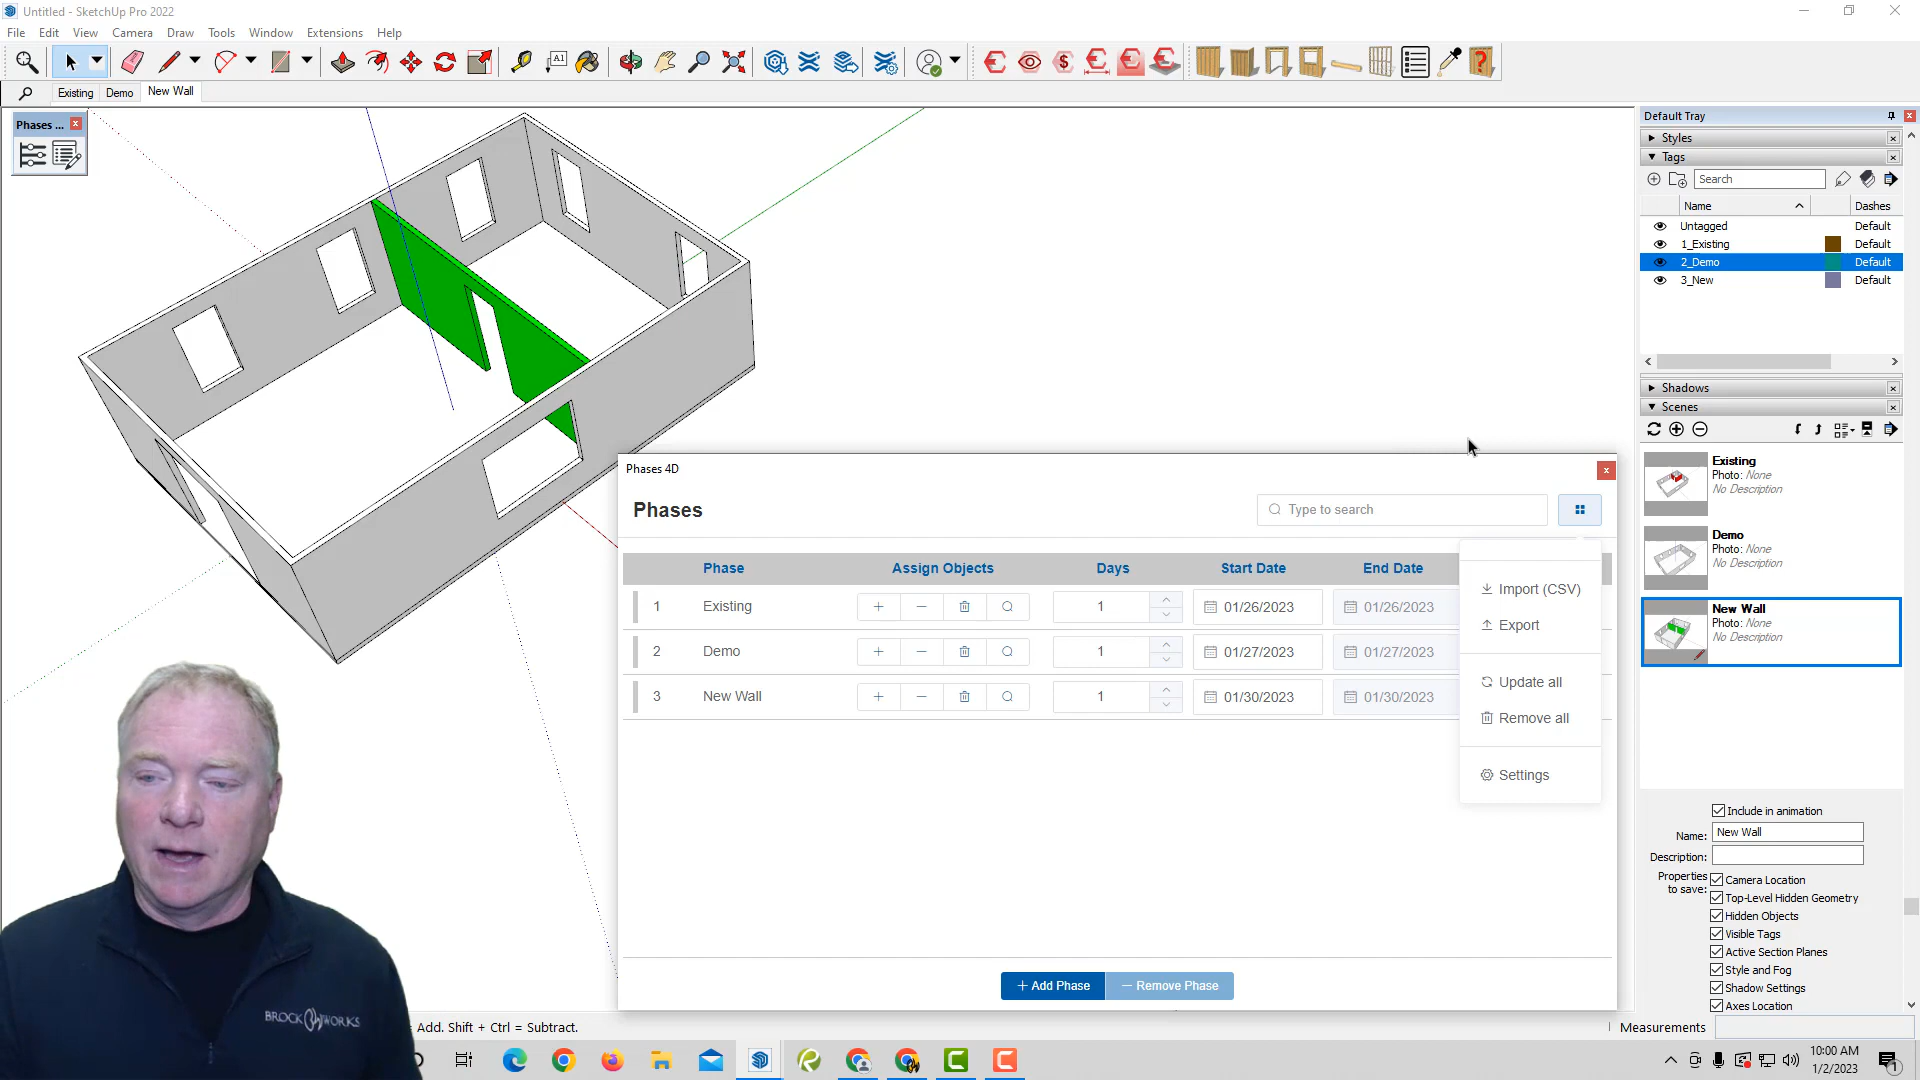 Untitled - SketchUp Pro 2022
File Edit View Camera Draw Tools Window Extensions Help
A1
Existing Demo New Wall
Default Tray
Phases ...
Styles
Tags
Search
Name Dashes
Untagged Default
1_Existing Default
2_Demo Default
3_New Default
Shadows
Scenes
Existing
Photo: None
No Description
Demo
Photo: None
No Description
New Wall
Photo: None
No Description
Phases 4D
Phases
Type to search
Phase Assign Objects Days Start Date End Date
1 Existing 1 01/26/2023 01/26/2023
2 Demo 1 01/27/2023 01/27/2023
3 New Wall 1 01/30/2023 01/30/2023
Import (CSV)
Export
Update all
Remove all
Settings
+ Add Phase
− Remove Phase
Include in animation
Name: New Wall
Description:
Properties to save:
Camera Location
Top-Level Hidden Geometry
Hidden Objects
Visible Tags
Active Section Planes
Style and Fog
Shadow Settings
Axes Location
BROCK WORKS
Add. Shift + Ctrl = Subtract.
Measurements
10:00 AM
1/2/2023
1